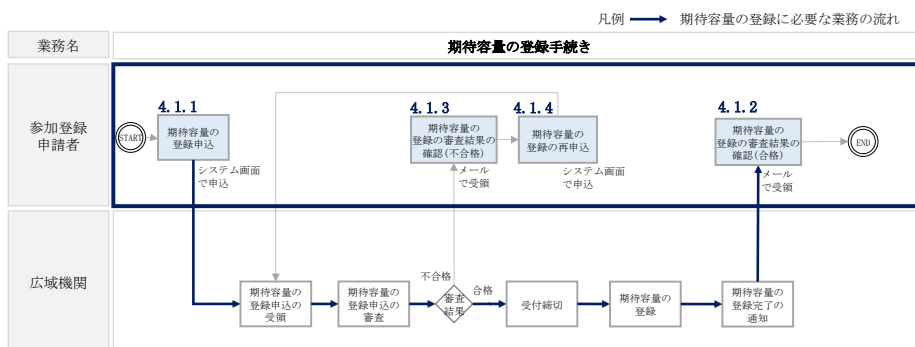 凡例
期待容量の登録に必要な業務の流れ
業務名
期待容量の登録手続き
参加登録
申請者
START
4.1.1
期待容量の
登録申込
システム画面
で申込
4.1.3
期待容量の
登録の審査結果の
確認(不合格)
メール
で受領
4.1.4
期待容量の
登録の再申込
システム画面
で申込
4.1.2
期待容量の
登録の審査結果の
確認(合格)
メール
で受領
END
広域機関
期待容量の
登録申込の
受領
期待容量の
登録申込の
審査
不合格
審査
結果
合格
受付締切
期待容量の
登録
期待容量の
登録完了の
通知